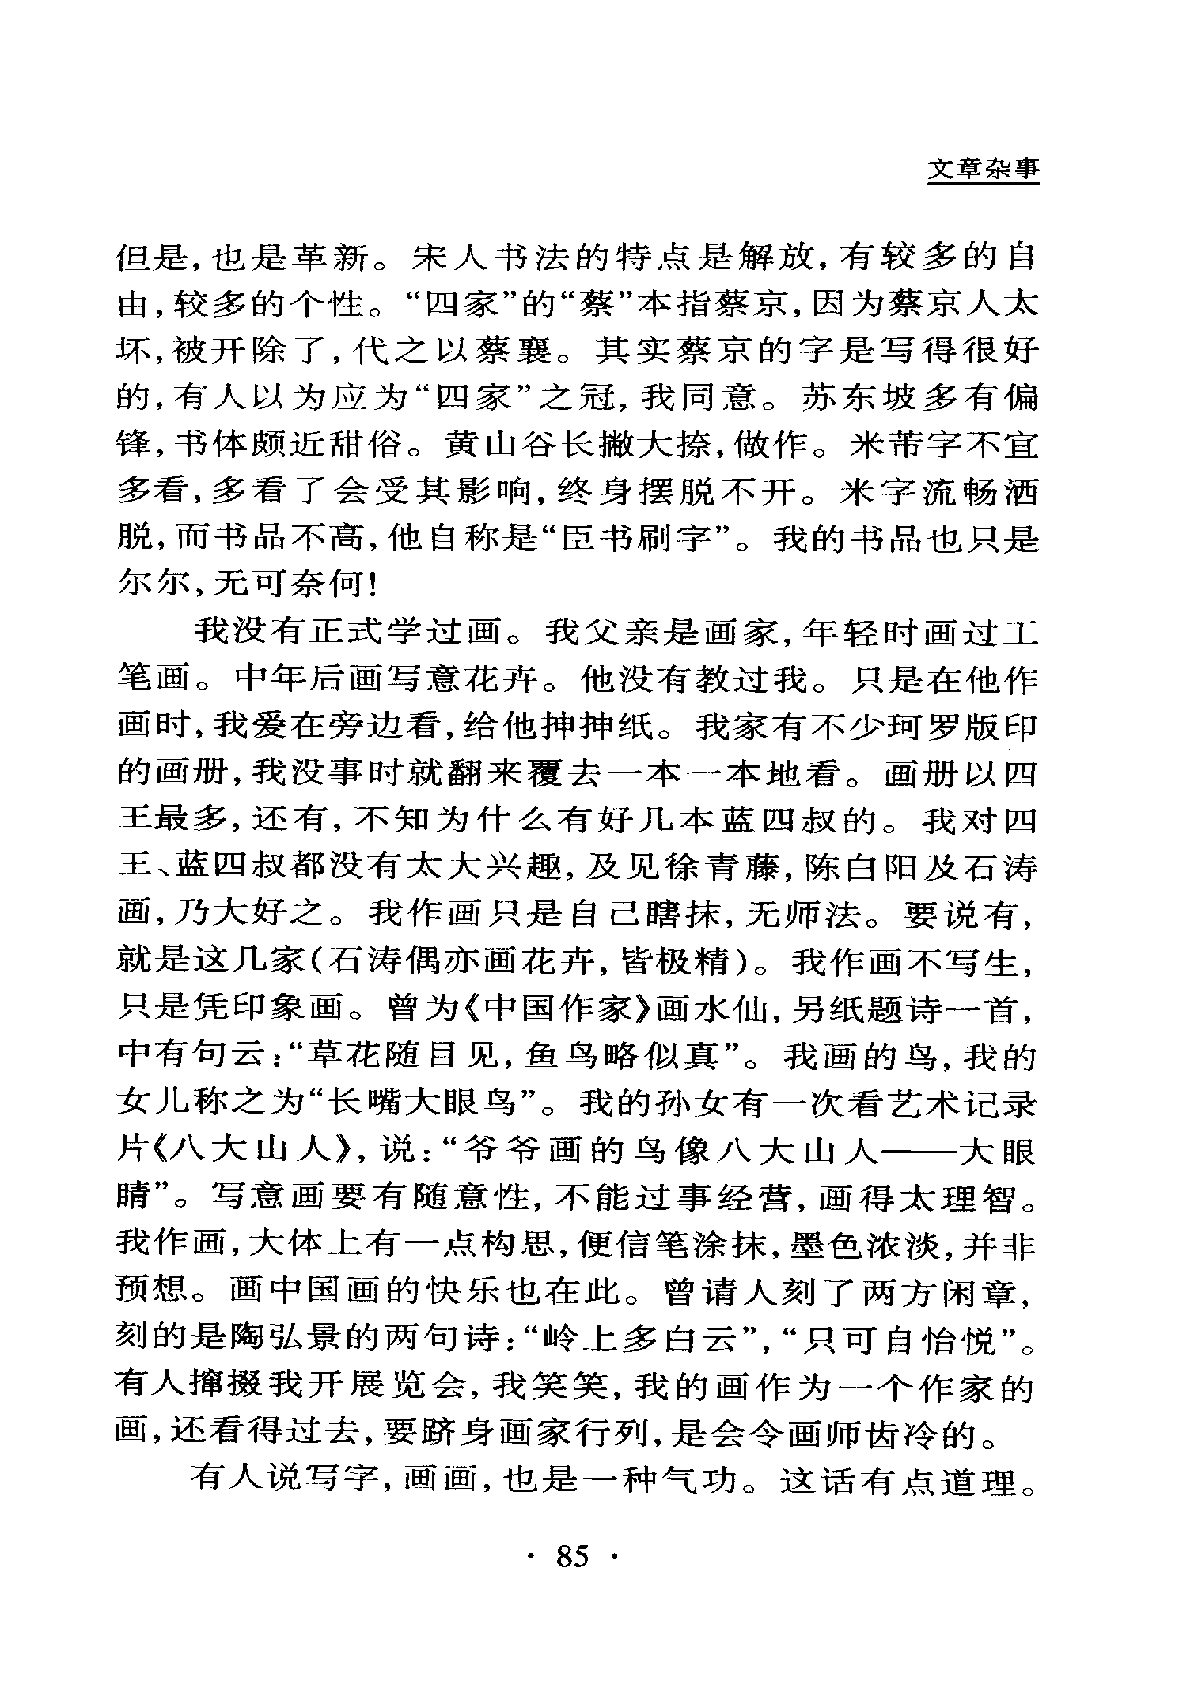 文章杂事
但是,也是革新。宋人书法的特点是解放,有较多的自
由,较多的个性。“四家”的“蔡”本指蔡京,因为蔡京人太
坏,被开除了,代之以蔡襄。其实蔡京的字是写得很好
的,有人以为应为“四家”之冠,我同意。苏东坡多有偏
锋,书体颇近甜俗。黄山谷长撇大捺,做作。米芾字不宜
多看,多看了会受其影响,终身摆脱不开。米字流畅洒
脱,而书品不高,他自称是“臣书刷字”。我的书品也只是
尔尔,无可奈何!
我没有正式学过画。我父亲是画家,年轻时画过工
笔画。中年后画写意花卉。他没有教过我。只是在他作
画时,我爱在旁边看,给他抻抻纸。我家有不少珂罗版印
的画册,我没事时就翻来覆去一本一本地看。画册以四
王最多,还有,不知为什么有好几本蓝四叔的。我对四
王、蓝四叔都没有太大兴趣,及见徐青藤,陈白阳及石涛
画,乃大好之。我作画只是自己瞎抹,无师法。要说有,
就是这几家(石涛偶亦画花卉,皆极精)。我作画不写生,
只是凭印象画。曾为《中国作家》画水仙,另纸题诗一首,
中有句云:“草花随目见,鱼鸟略似真”。我画的鸟,我的
女儿称之为“长嘴大眼鸟”。我的孙女有一次看艺术记录
片《八大山人》,说:“爷爷画的鸟像八大山人——大眼
睛”。写意画要有随意性,不能过事经营,画得太理智。
我作画,大体上有一点构思,便信笔涂抹,墨色浓淡,并非
预想。画中国画的快乐也在此。曾请人刻了两方闲章,
刻的是陶弘景的两句诗:“岭上多白云”,“只可自怡悦”。
有人撺掇我开展览会,我笑笑,我的画作为一个作家的
画,还看得过去,要跻身画家行列,是会令画师齿冷的。
有人说写字,画画,也是一种气功。这话有点道理。
· 85 ·